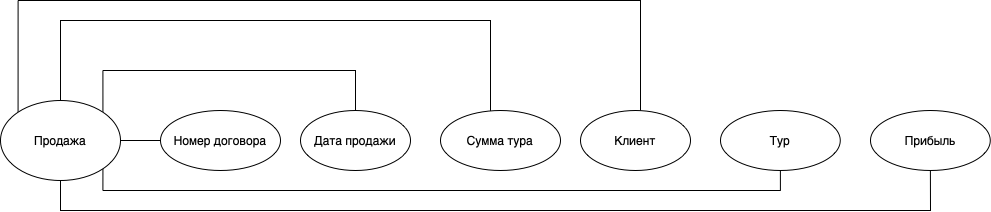 Продажа
Номер договора
Дата продажи
Сумма тура
Клиент
Тур
Прибыль